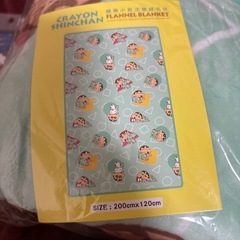 CRAYON
SHINCHAN
FLANNEL BLANKET
SIZE：200cmx120cm